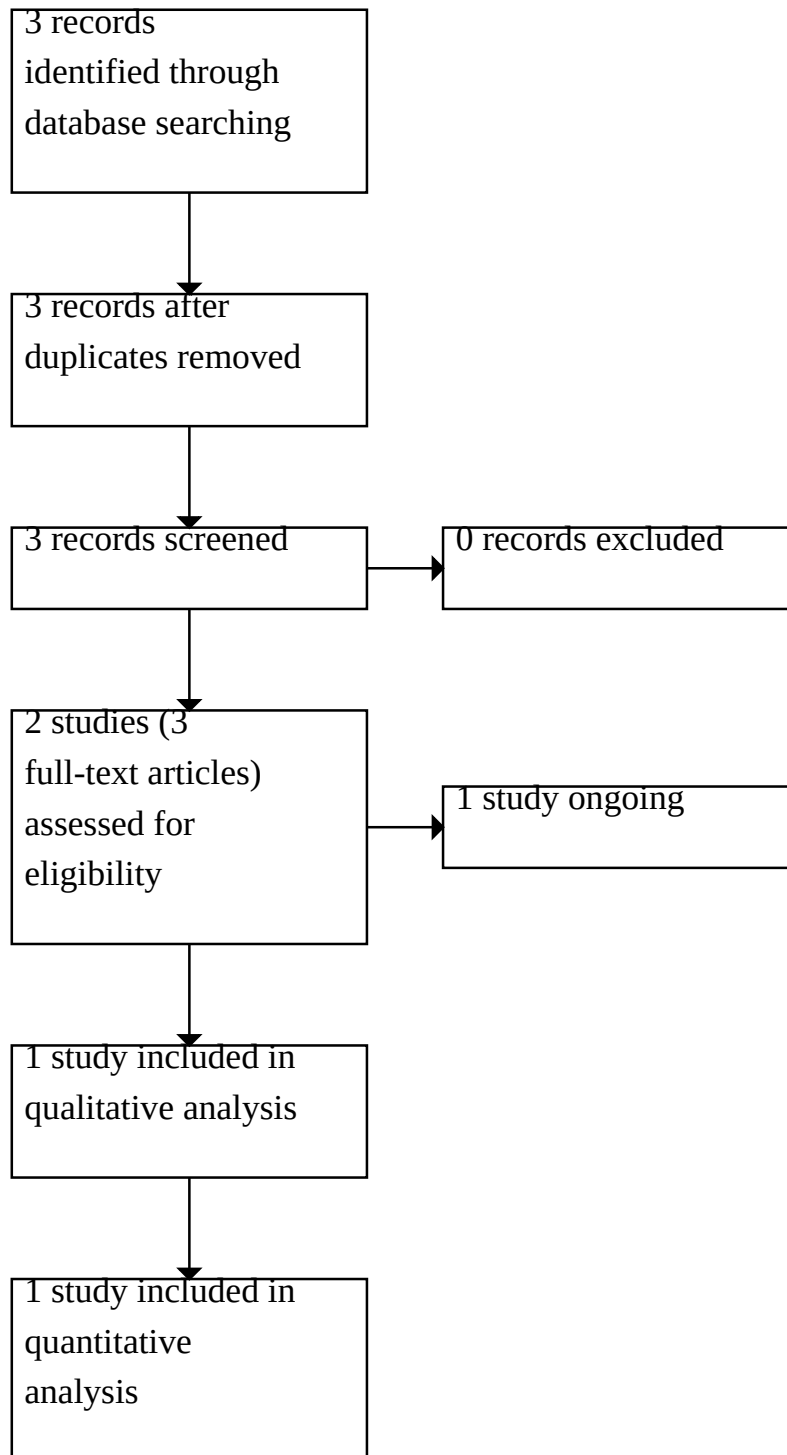 3 records
identified through
database searching
3 records after
duplicates removed
3 records screened
0 records excluded
2 studies (3
full-text articles)
assessed for
eligibility
1 study ongoing
1 study included in
qualitative analysis
1 study included in
quantitative
analysis